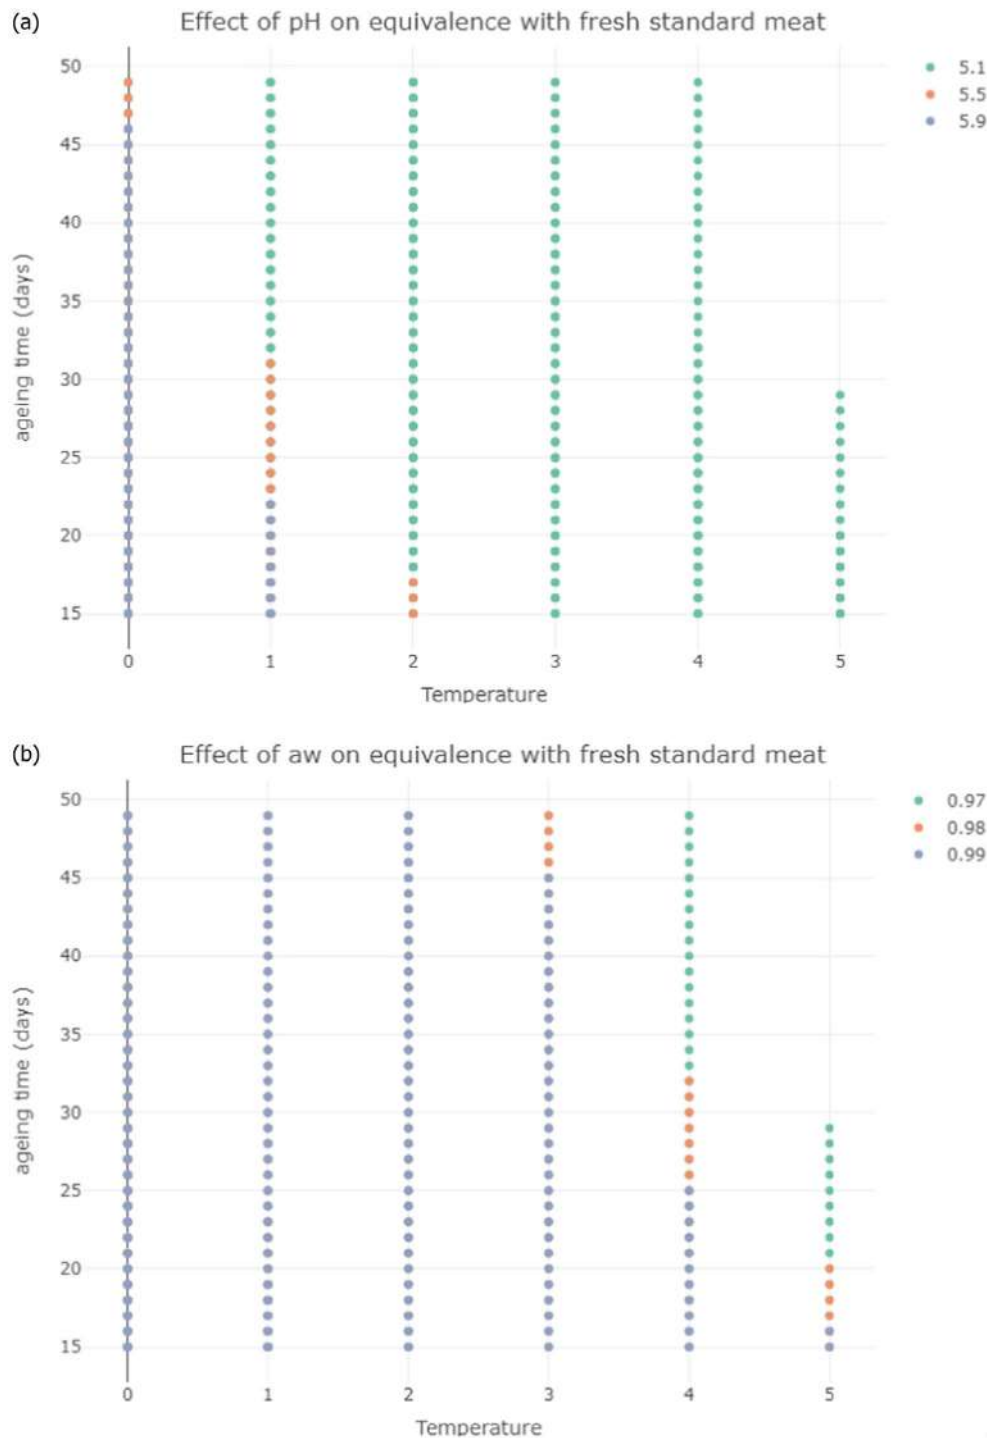 (a)
Effect of pH on equivalence with fresh standard meat
5.1
5.5
5.9
50
45
40
35
30
25
20
15
ageing time (days)
0 1 2 3 4 5
Temperature
(b)
Effect of aw on equivalence with fresh standard meat
0.97
0.98
0.99
50
45
40
35
30
25
20
15
ageing time (days)
0 1 2 3 4 5
Temperature